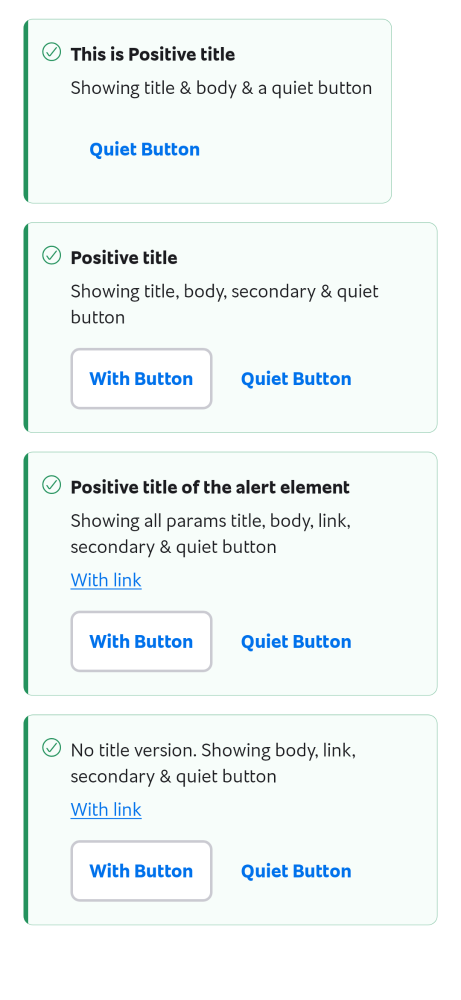 This is Positive title
Showing title & body & a quiet button
Quiet Button
Positive title
Showing title, body, secondary & quiet
button
With Button Quiet Button
Positive title of the alert element
Showing all params title, body, link,
secondary & quiet button
With link
With Button Quiet Button
No title version. Showing body, link,
secondary & quiet button
With link
With Button Quiet Button